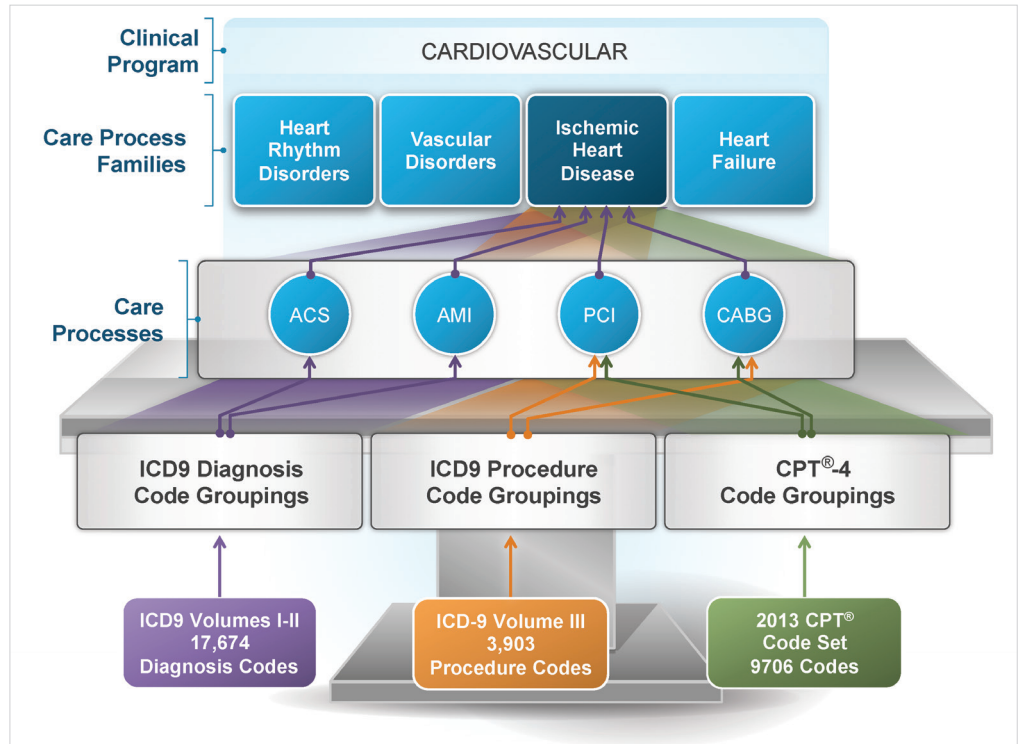 Clinical
Program
CARDIOVASCULAR
Care Process
Families
Heart
Rhythm
Disorders
Vascular
Disorders
Ischemic
Heart
Disease
Heart
Failure
Care
Processes
ACS
AMI
PCI
CABG
ICD9 Diagnosis
Code Groupings
ICD9 Procedure
Code Groupings
CPT®-4
Code Groupings
ICD9 Volumes I-II
17,674
Diagnosis Codes
ICD-9 Volume III
3,903
Procedure Codes
2013 CPT®
Code Set
9706 Codes